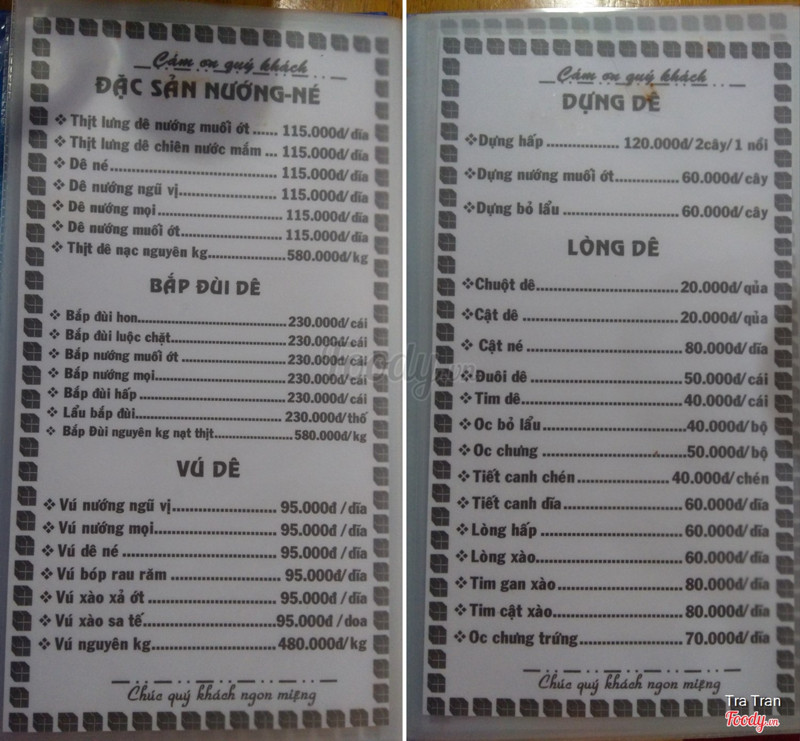 Cám ơn quý khách
ĐẶC SẢN NƯỚNG-NÉ
❖ Thịt lưng dê nướng muối ớt ...... 115.000đ/ dĩa
❖ Thịt lưng dê chiên nước mắm ... 115.000đ/ dĩa
❖ Dê né ...... 115.000đ/ dĩa
❖ Dê nướng ngũ vị ...... 115.000đ/ dĩa
❖ Dê nướng mọi ...... 115.000đ/ dĩa
❖ Dê nướng muối ớt ...... 115.000đ/ dĩa
❖ Thịt dê nạc nguyên kg ...... 580.000đ/kg
BẮP ĐÙI DÊ
❖ Bắp đùi hon ...... 230.000đ/ cái
❖ Bắp đùi luộc chặt ...... 230.000đ/ cái
❖ Bắp nướng muối ớt ...... 230.000đ/ cái
❖ Bắp nướng mọi ...... 230.000đ/ cái
❖ Bắp đùi hấp ...... 230.000đ/ cái
❖ Lẩu bắp đùi ...... 230.000đ/thố
❖ Bắp Đùi nguyên kg nạt thịt ...... 580.000đ/kg
VÚ DÊ
❖ Vú nướng ngũ vị ...... 95.000đ /dĩa
❖ Vú nướng mọi ...... 95.000đ / dĩa
❖ Vú dê né ...... 95.000đ / dĩa
❖ Vú bóp rau răm ...... 95.000đ/ dĩa
❖ Vú xào xả ớt ...... 95.000đ / dĩa
❖ Vú xào sa tế ...... 95.000đ /doa
❖ Vú nguyên kg ...... 480.000đ/kg
Chúc quý khách ngon miệng
Cám ơn quý khách
DỰNG DÊ
❖ Dựng hấp ...... 120.000đ/ 2cây/ 1 nồi
❖ Dựng nướng muối ớt ...... 60.000đ/ cây
❖ Dựng bỏ lẩu ...... 60.000đ/cây
LÒNG DÊ
❖ Chuột dê ...... 20.000đ/ qủa
❖ Cật dê ...... 20.000đ/ qủa
❖ Cật né ...... 80.000đ/ dĩa
❖ Đuôi dê ...... 50.000đ/ cái
❖ Tim dê ...... 40.000đ/ cái
❖ Oc bỏ lẩu ...... 40.000đ/ bộ
❖ Oc chưng ...... 50.000đ/ bộ
❖ Tiết canh chén ...... 40.000đ/ chén
❖ Tiết canh dĩa ...... 60.000đ/ dĩa
❖ Lòng hấp ...... 60.000đ/ dĩa
❖ Lòng xào ...... 60.000đ/ dĩa
❖ Tim gan xào ...... 80.000đ/ dĩa
❖ Tim cật xào ...... 80.000đ/ dĩa
❖ Oc chưng trứng ...... 70.000đ/ dĩa
Chúc quý khách ngon miệng
Foody.vn
Tra Tran
Foody.vn